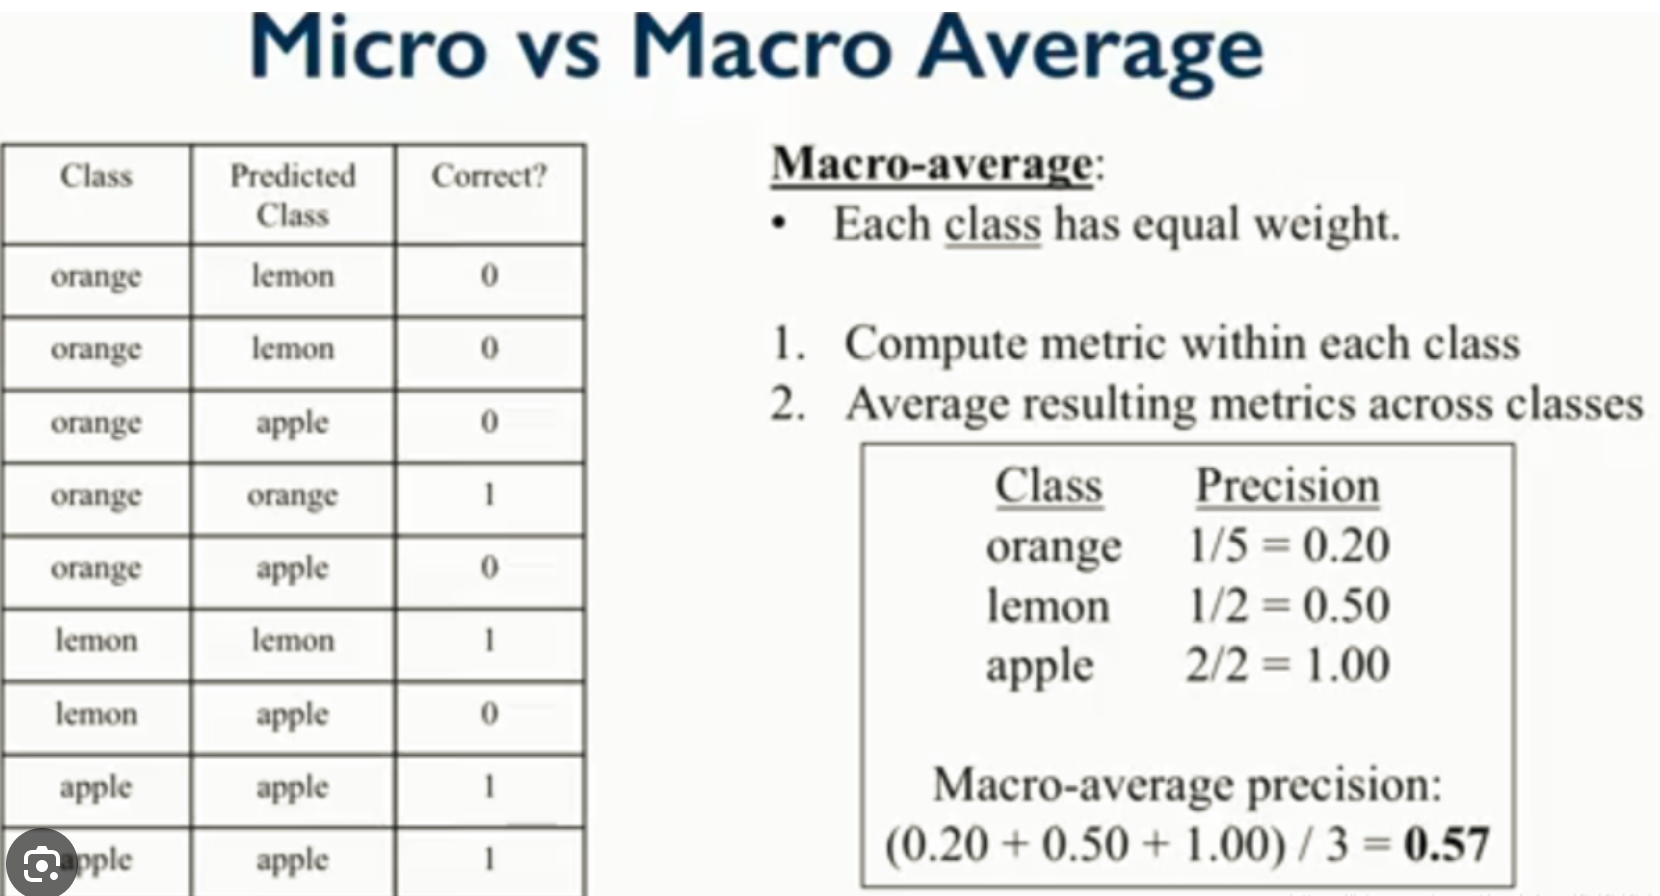 Micro vs Macro Average
Class Predicted Class Correct?
orange lemon 0
orange lemon 0
orange apple 0
orange orange 1
orange apple 0
lemon lemon 1
lemon apple 0
apple apple 1
apple 1
Macro-average:
• Each class has equal weight.
1. Compute metric within each class
2. Average resulting metrics across classes
Class Precision
orange 1/5 = 0.20
lemon 1/2 = 0.50
apple 2/2 = 1.00
Macro-average precision:
(0.20 + 0.50 + 1.00) / 3 = 0.57